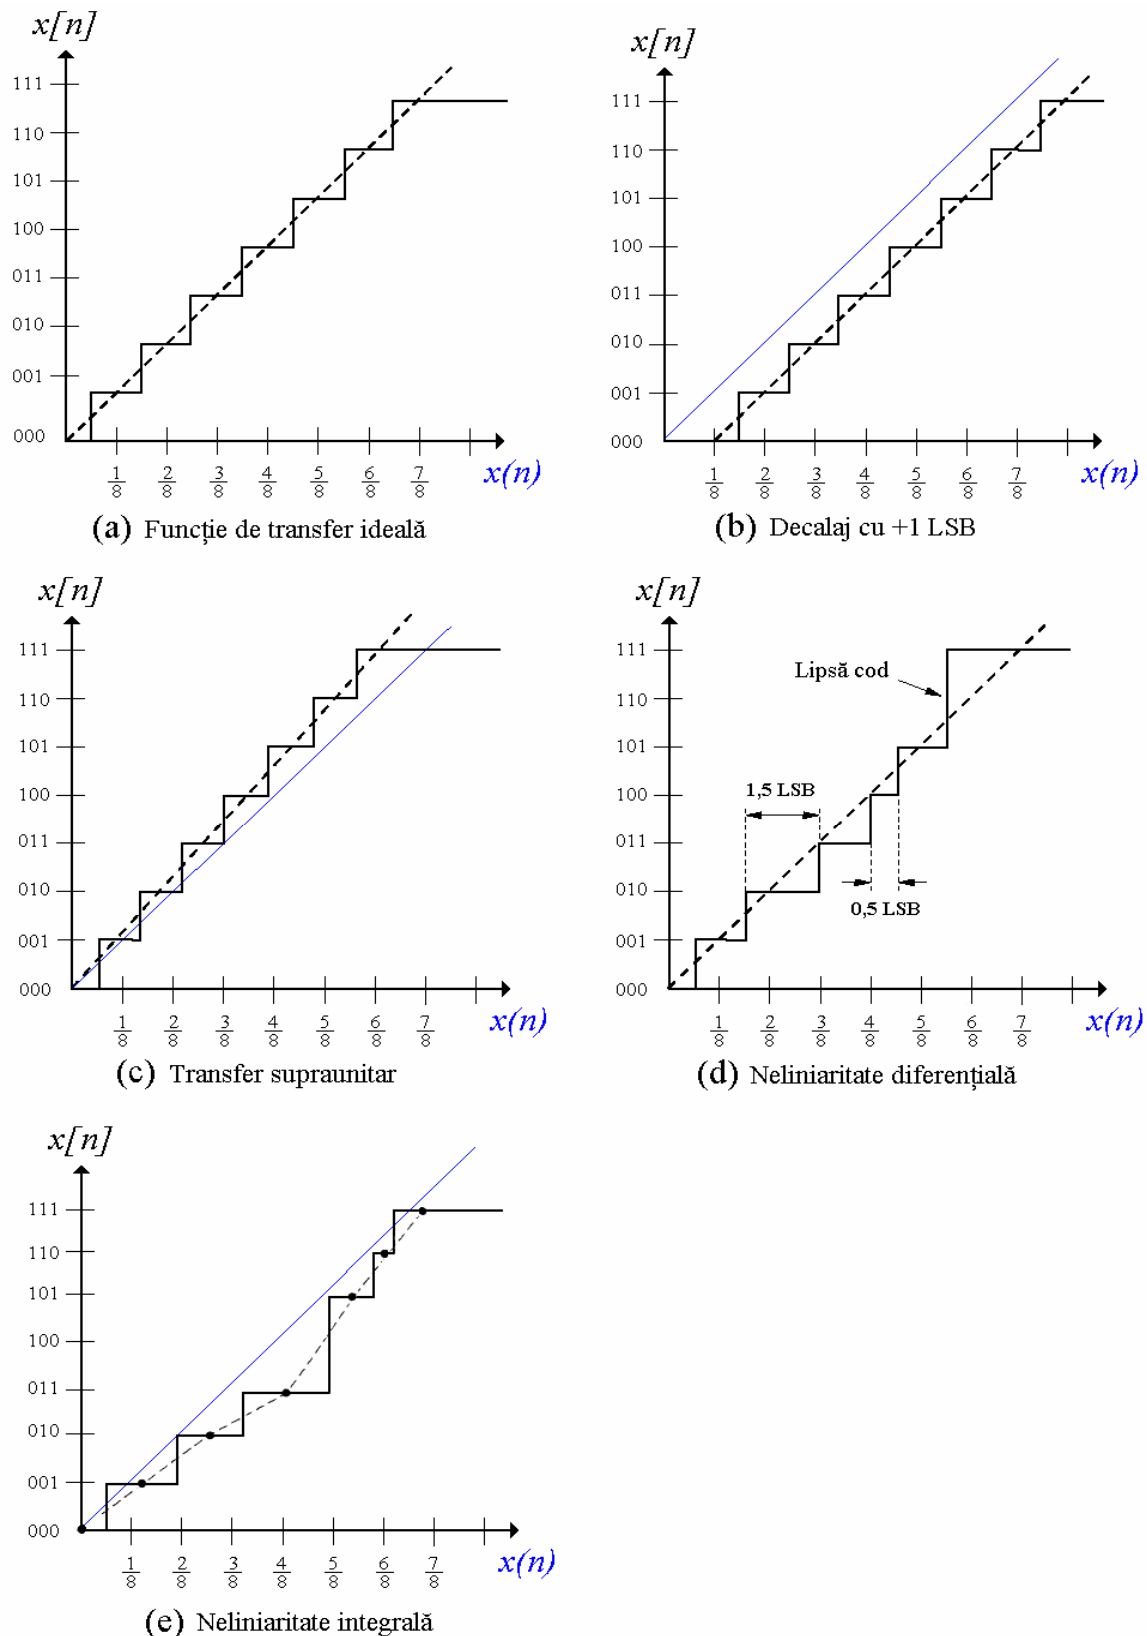 x[n]
111
110
101
100
011
010
001
000
1/8 2/8 3/8 4/8 5/8 6/8 7/8 x(n)
(a) Funcție de transfer ideală
x[n]
111
110
101
100
011
010
001
000
1/8 2/8 3/8 4/8 5/8 6/8 7/8 x(n)
(b) Decalaj cu +1 LSB
x[n]
111
110
101
100
011
010
001
000
1/8 2/8 3/8 4/8 5/8 6/8 7/8 x(n)
(c) Transfer supraunitar
x[n]
111
Lipsă cod
110
101
100
1,5 LSB
011
010
0,5 LSB
001
000
1/8 2/8 3/8 4/8 5/8 6/8 7/8 x(n)
(d) Neliniaritate diferențială
x[n]
111
110
101
100
011
010
001
000
1/8 2/8 3/8 4/8 5/8 6/8 7/8 x(n)
(e) Neliniaritate integrală